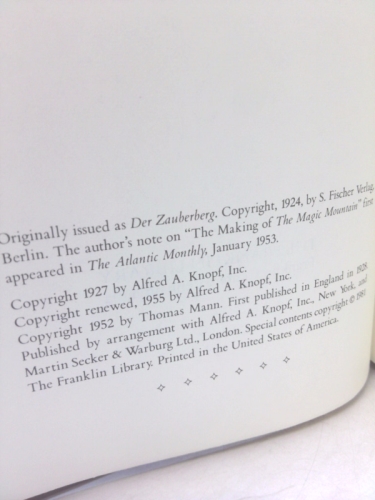 Originally issued as Der Zauberberg. Copyright, 1924, by S. Fischer Verlag,
Berlin. The author's note on "The Making of The Magic Mountain" first
appeared in The Atlantic Monthly, January 1953.
Copyright 1927 by Alfred A. Knopf, Inc.
Copyright renewed, 1955 by Alfred A. Knopf, Inc.
Copyright 1952 by Thomas Mann. First published in England in 1928.
Published by arrangement with Alfred A. Knopf, Inc., New York, and
Martin Secker & Warburg Ltd., London. Special contents copyright ©
The Franklin Library. Printed in the United States of America.